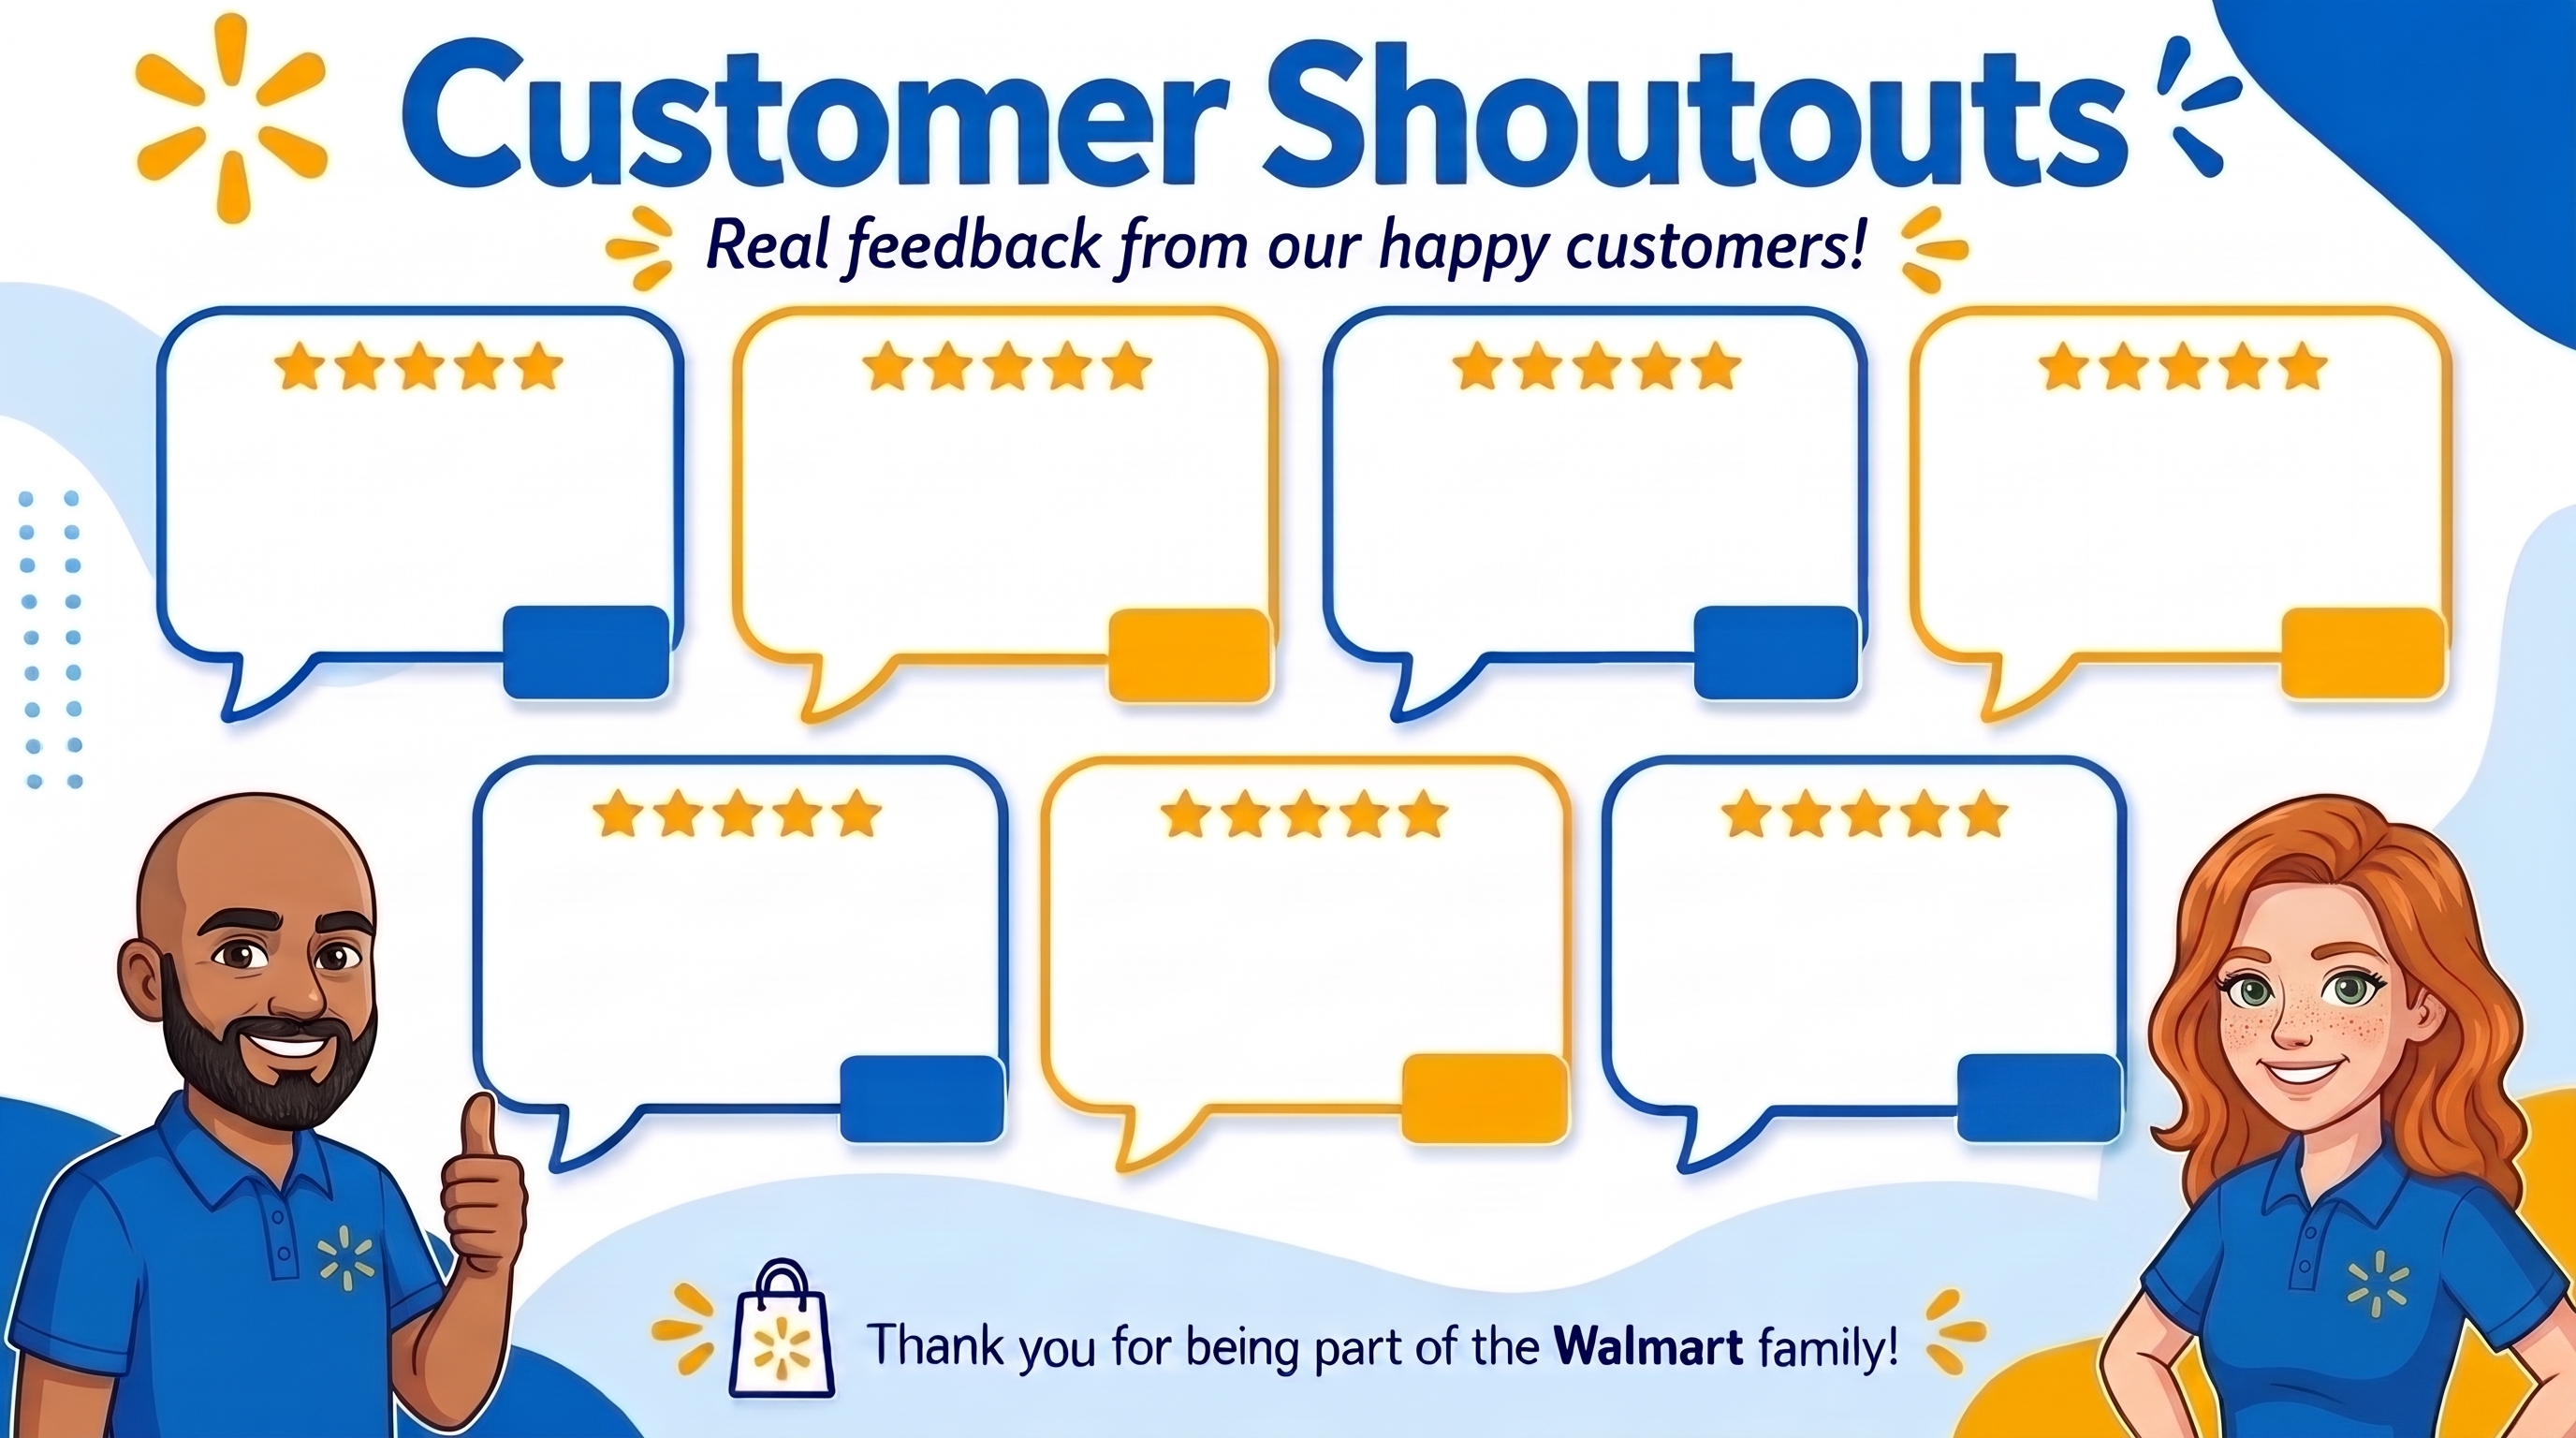 Customer Shoutouts
Real feedback from our happy customers!
Thank you for being part of the Walmart family!